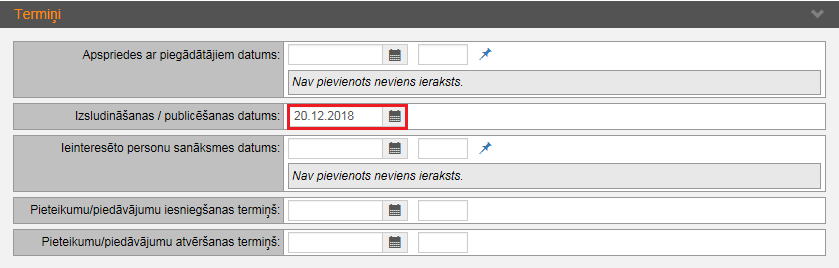 Termiņi
Apspriedes ar piegādātājiem datums:
Nav pievienots neviens ieraksts.
Izsludināšanas / publicēšanas datums: 20.12.2018
Ieinteresēto personu sanāksmes datums:
Nav pievienots neviens ieraksts.
Pieteikumu/piedāvājumu iesniegšanas termiņš:
Pieteikumu/piedāvājumu atvēršanas termiņš: